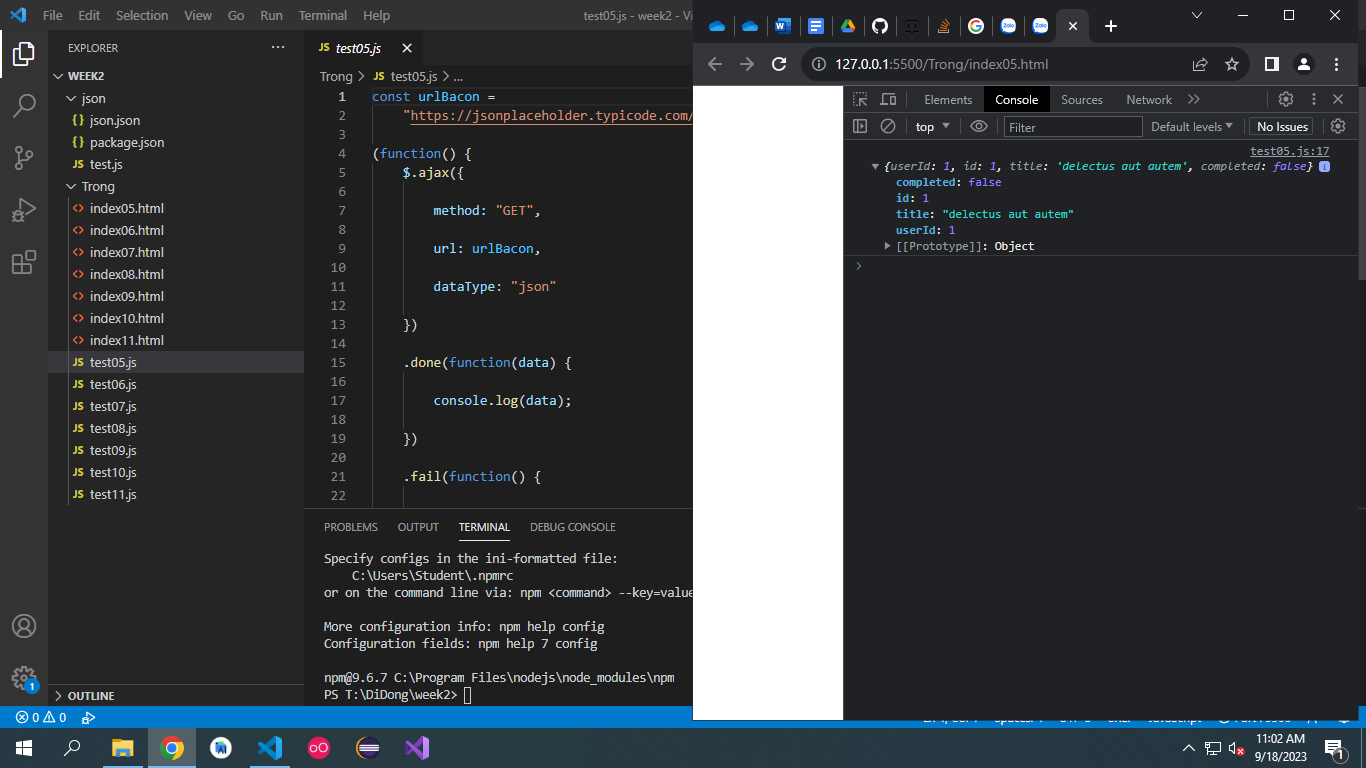 File Edit Selection View Go Run Terminal Help
test05.js - week2 - Vi
EXPLORER
WEEK2
json
{} json.json
{} package.json
JS test.js
Trong
<> index05.html
<> index06.html
<> index07.html
<> index08.html
<> index09.html
<> index10.html
<> index11.html
JS test05.js
JS test06.js
JS test07.js
JS test08.js
JS test09.js
JS test10.js
JS test11.js
OUTLINE
JS test05.js
Trong > JS test05.js > ...
1 const urlBacon =
2 "https://jsonplaceholder.typicode.com/
3
4 (function() {
5 $.ajax({
6
7 method: "GET",
8
9 url: urlBacon,
10
11 dataType: "json"
12
13 })
14
15 .done(function(data) {
16
17 console.log(data);
18
19 })
20
21 .fail(function() {
22
PROBLEMS OUTPUT TERMINAL DEBUG CONSOLE
Specify configs in the ini-formatted file:
C:\Users\Student\.npmrc
or on the command line via: npm <command> --key=value
More configuration info: npm help config
Configuration fields: npm help 7 config
npm@9.6.7 C:\Program Files\nodejs\node_modules\npm
PS T:\DiDong\week2>
127.0.0.1:5500/Trong/index05.html
Elements Console Sources Network
top Filter Default levels No Issues
test05.js:17
{userId: 1, id: 1, title: 'delectus aut autem', completed: false} i
completed: false
id: 1
title: "delectus aut autem"
userId: 1
[[Prototype]]: Object
0 0
1
11:02 AM
9/18/2023
1